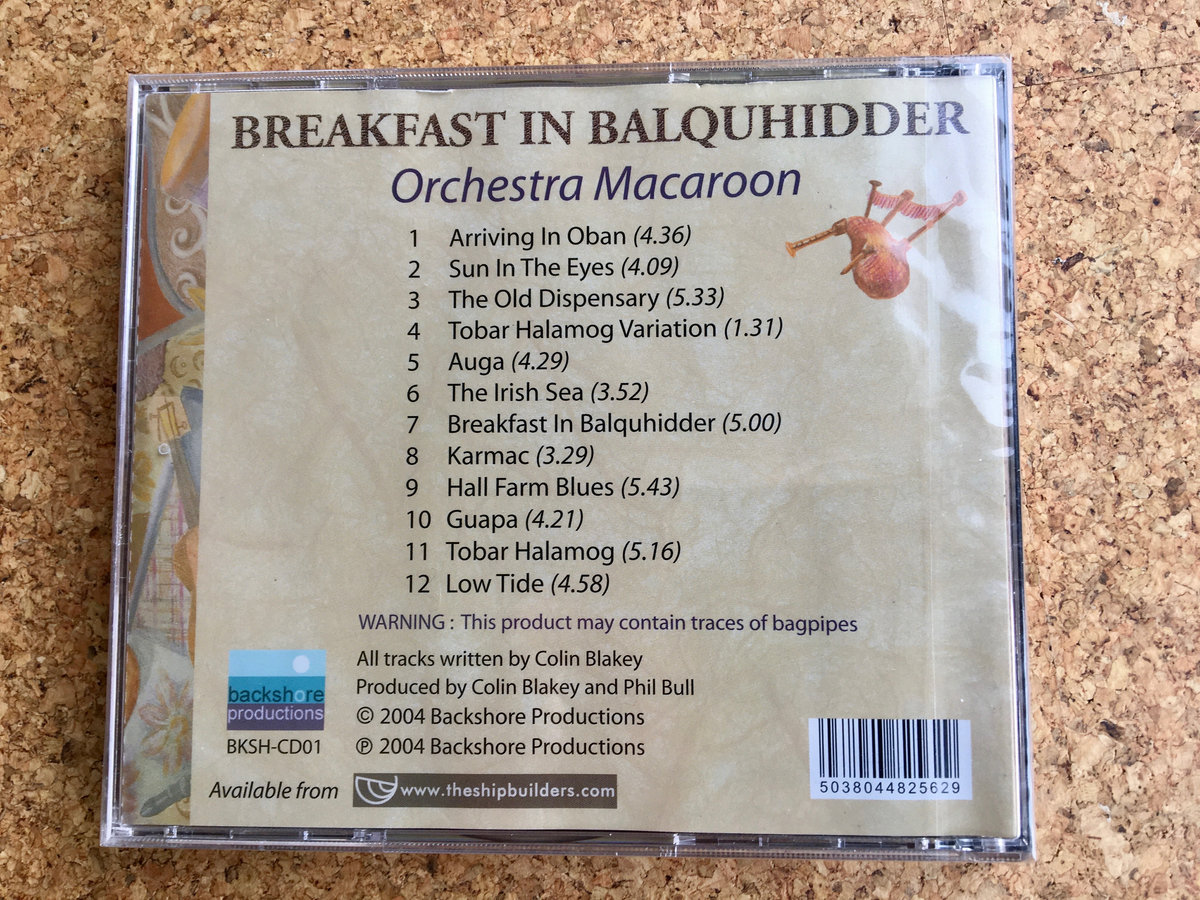 BREAKFAST IN BALQUHIDDER
Orchestra Macaroon
1 Arriving In Oban (4.36)
2 Sun In The Eyes (4.09)
3 The Old Dispensary (5.33)
4 Tobar Halamog Variation (1.31)
5 Auga (4.29)
6 The Irish Sea (3.52)
7 Breakfast In Balquhidder (5.00)
8 Karmac (3.29)
9 Hall Farm Blues (5.43)
10 Guapa (4.21)
11 Tobar Halamog (5.16)
12 Low Tide (4.58)
WARNING : This product may contain traces of bagpipes
All tracks written by Colin Blakey
Produced by Colin Blakey and Phil Bull
© 2004 Backshore Productions
℗ 2004 Backshore Productions
backshore
productions
BKSH-CD01
Available from www.theshipbuilders.com
5038044825629